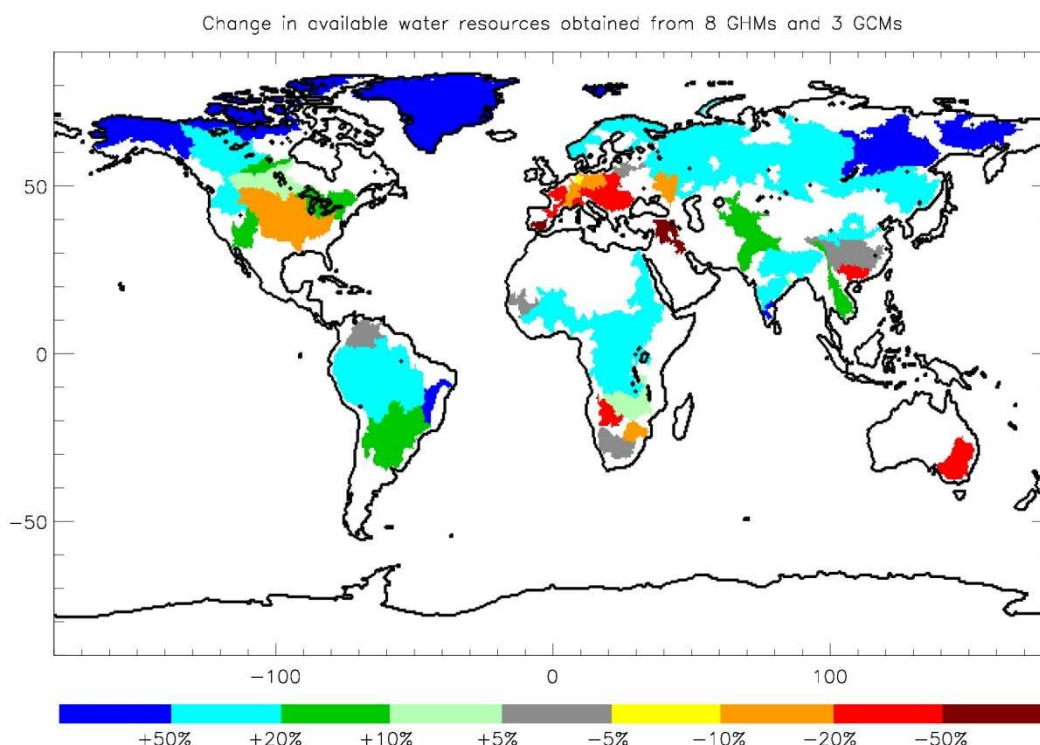 Change in available water resources obtained from 8 GHMs and 3 GCMs
50
0
−50
−100 0 100
+50% +20% +10% +5% −5% −10% −20% −50%